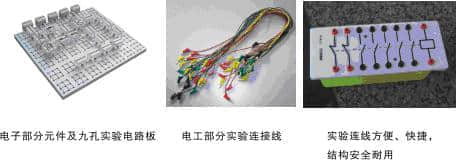 电子部分元件及九孔实验电路板
电工部分实验连接线
实验连线方便、快捷，
结构安全耐用